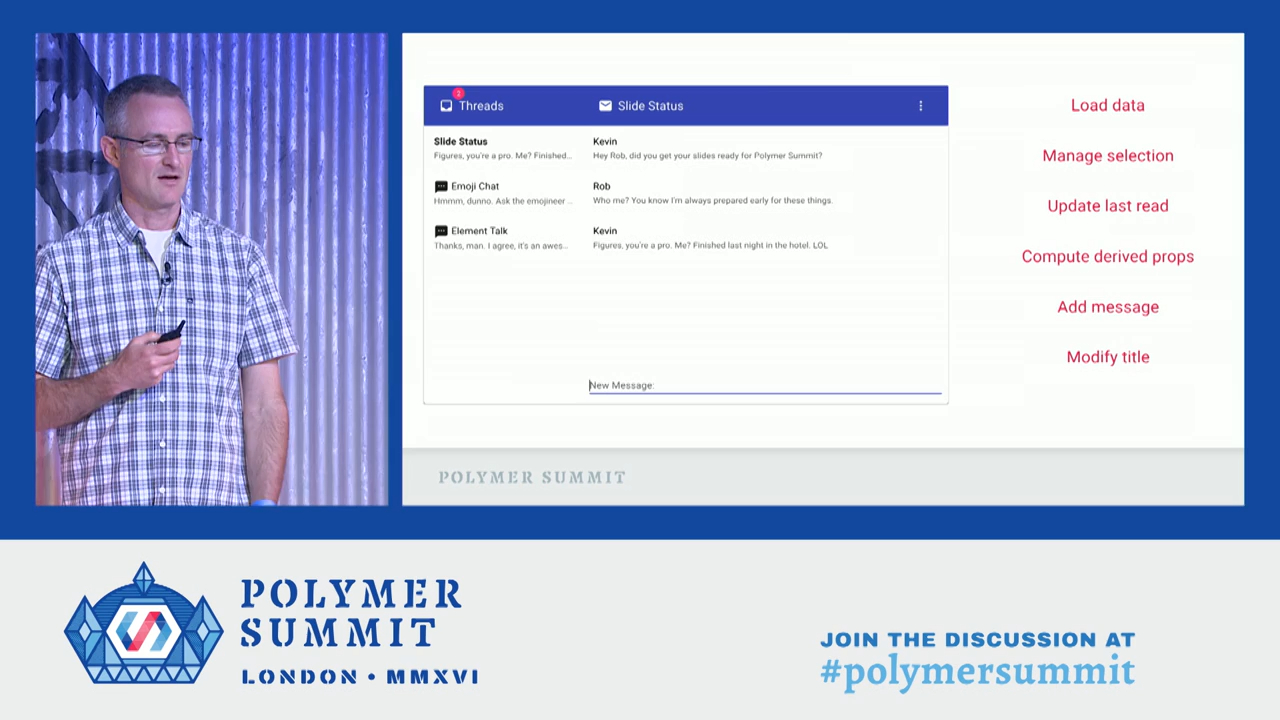 2
Threads
Slide Status
Slide Status
Figures, you're a pro. Me? Finished...
Emoji Chat
Hmmm, dunno. Ask the emojineer ...
Element Talk
Thanks, man. I agree, it's an awes...
Kevin
Hey Rob, did you get your slides ready for Polymer Summit?
Rob
Who me? You know I'm always prepared early for these things.
Kevin
Figures, you're a pro. Me? Finished last night in the hotel. LOL
New Message:
Load data
Manage selection
Update last read
Compute derived props
Add message
Modify title
POLYMER SUMMIT
POLYMER
SUMMIT
LONDON • MMXVI
JOIN THE DISCUSSION AT
#polymersummit